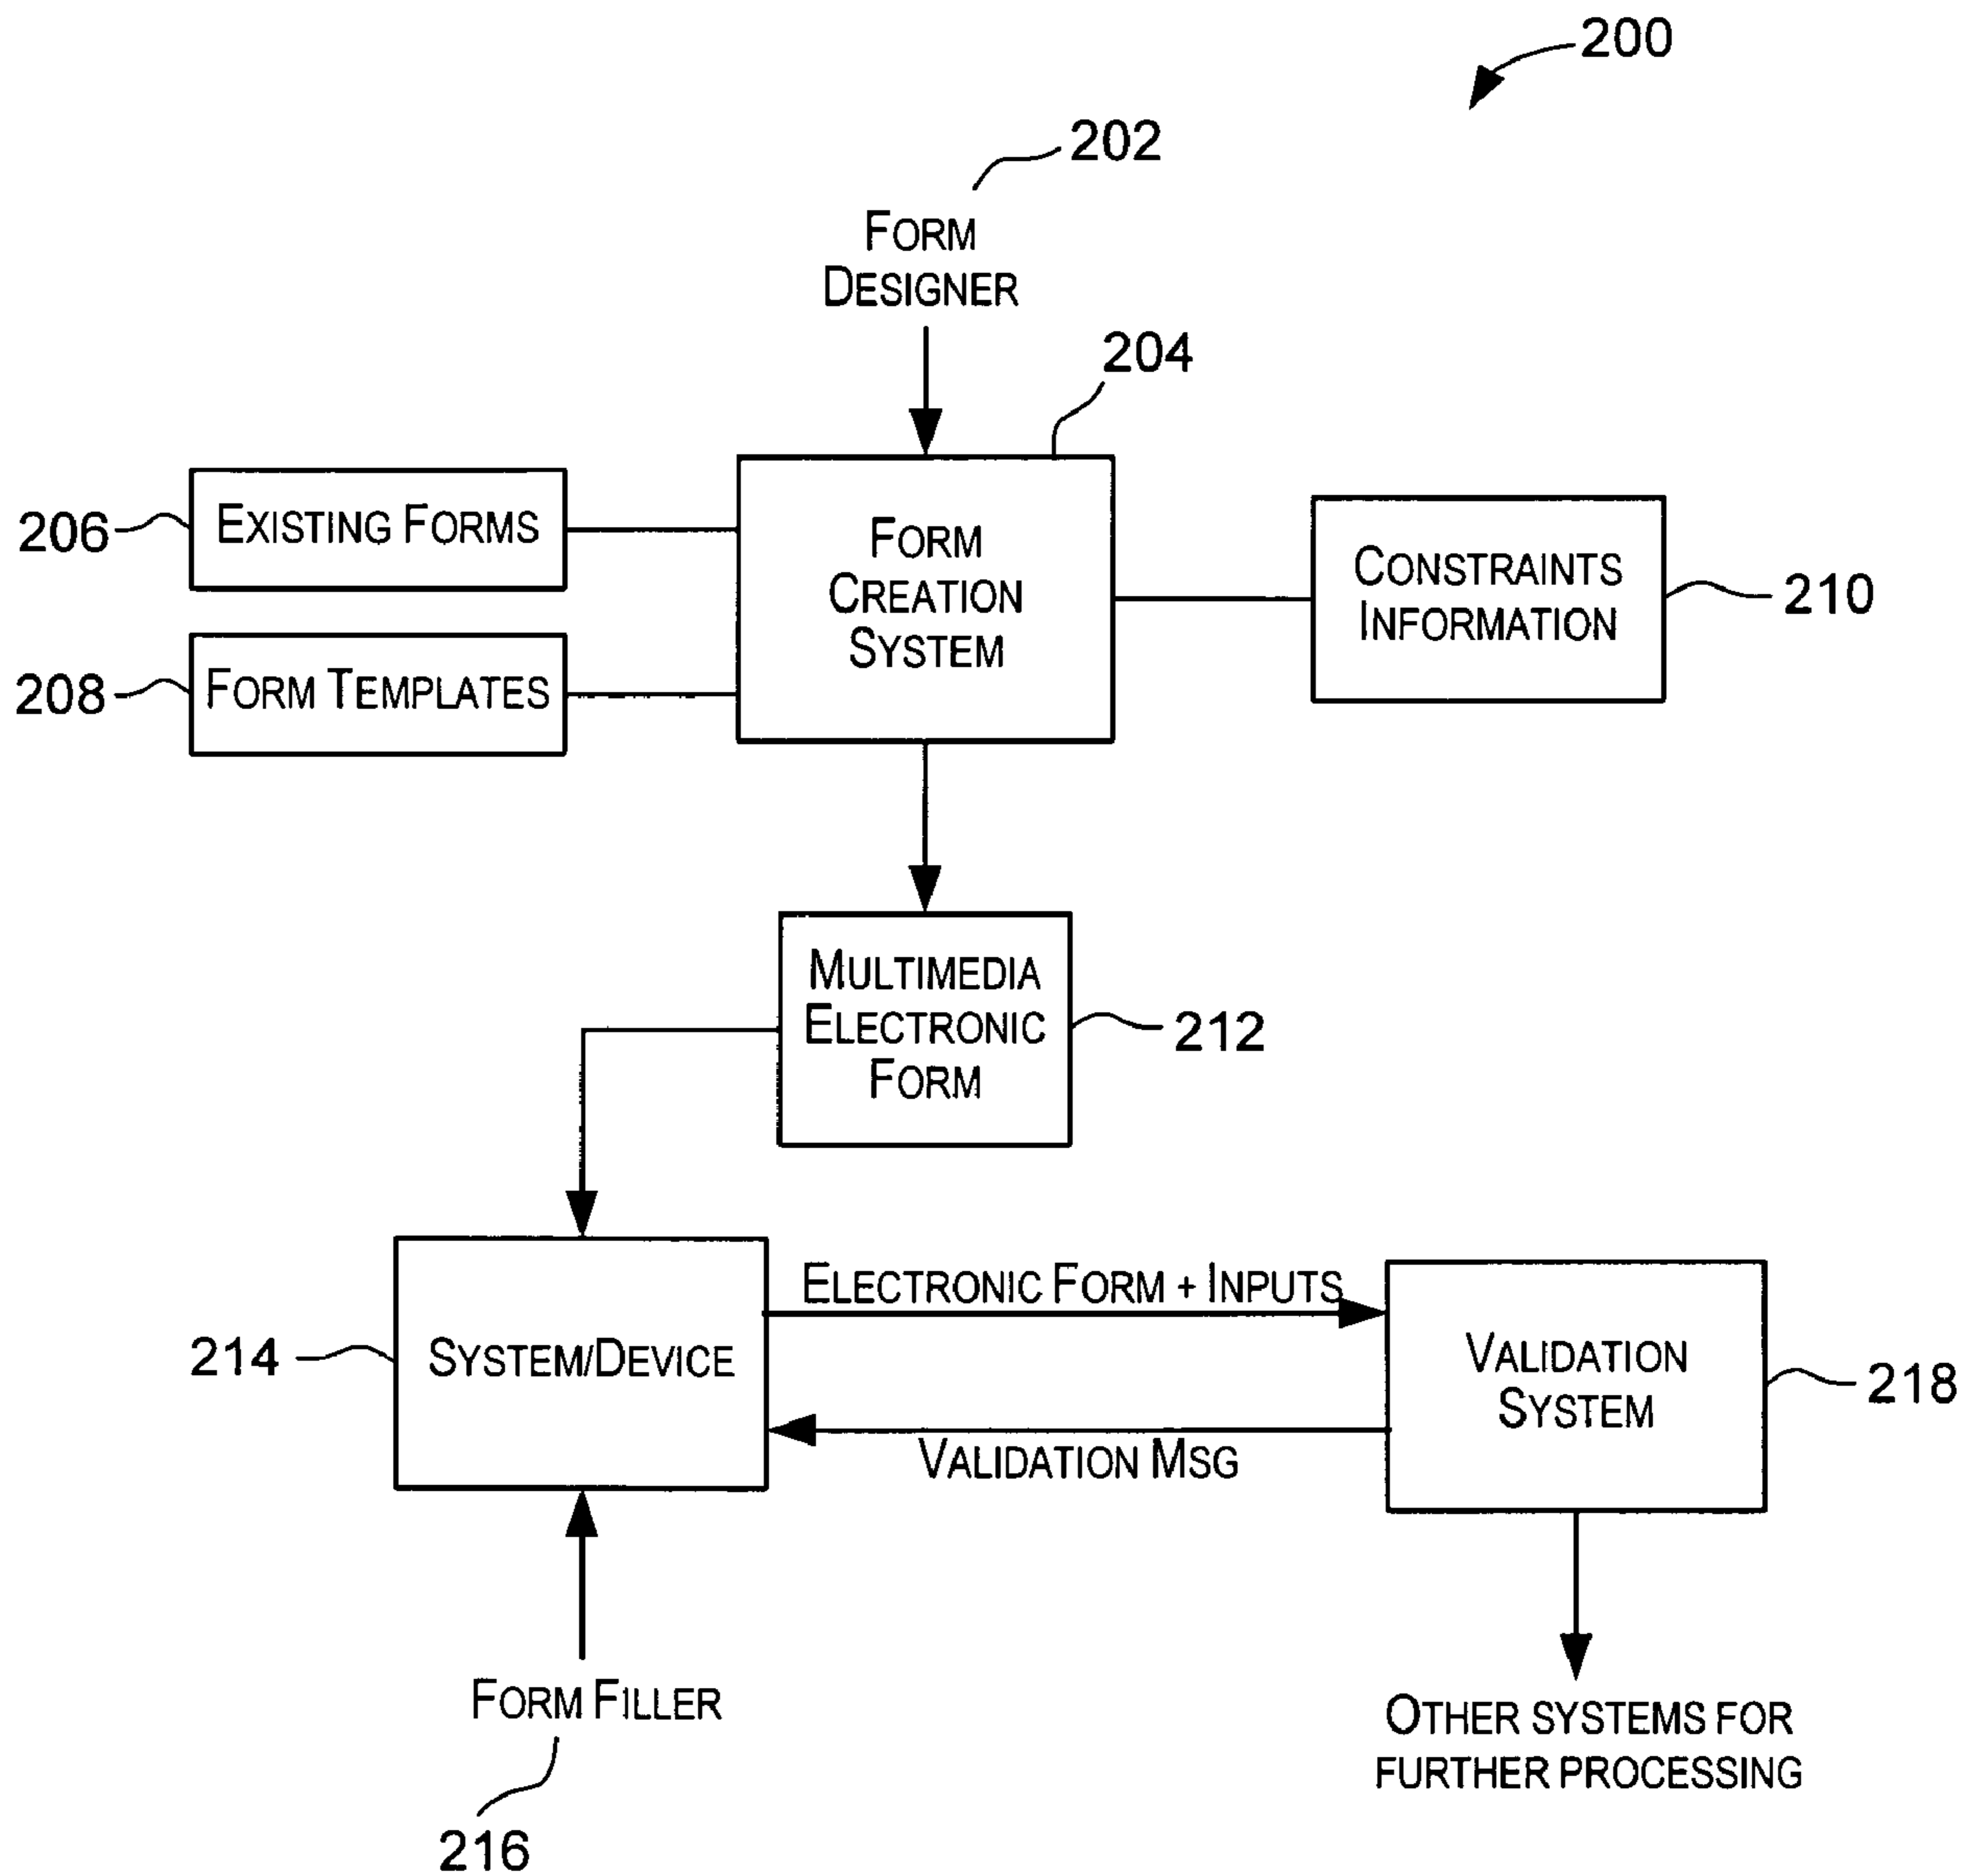 200
202
FORM
DESIGNER
204
206
EXISTING FORMS
FORM
CREATION
SYSTEM
CONSTRAINTS
INFORMATION
210
208
FORM TEMPLATES
MULTIMEDIA
ELECTRONIC
FORM
212
ELECTRONIC FORM + INPUTS
214
SYSTEM/DEVICE
VALIDATION
SYSTEM
218
VALIDATION MSG
FORM FILLER
216
OTHER SYSTEMS FOR
FURTHER PROCESSING